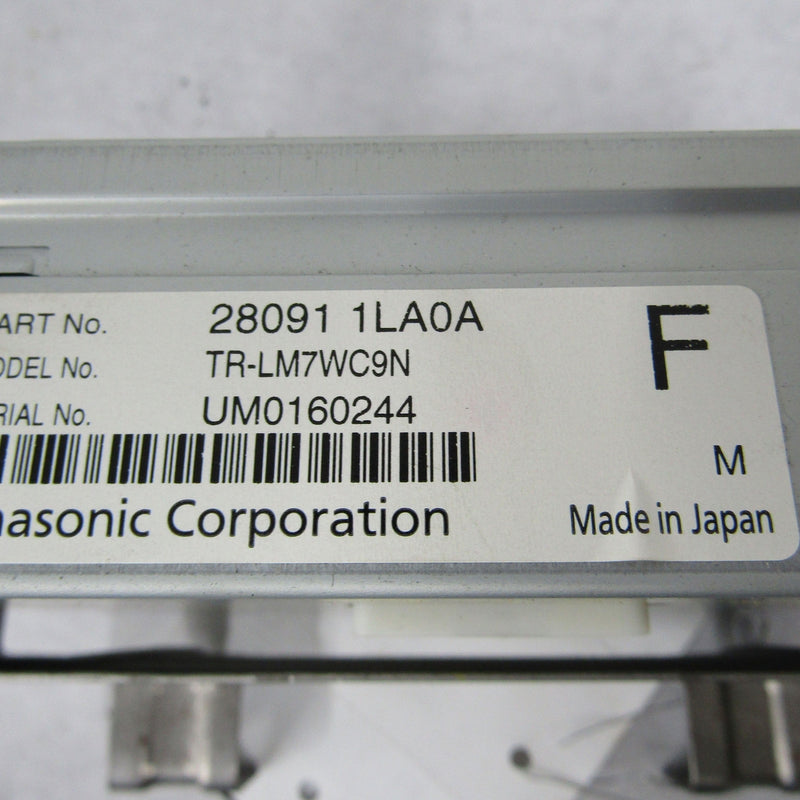 ART No. 28091 1LA0A
ODEL No. TR-LM7WC9N
RIAL No. UM0160244
F
M
nasonic Corporation
Made in Japan